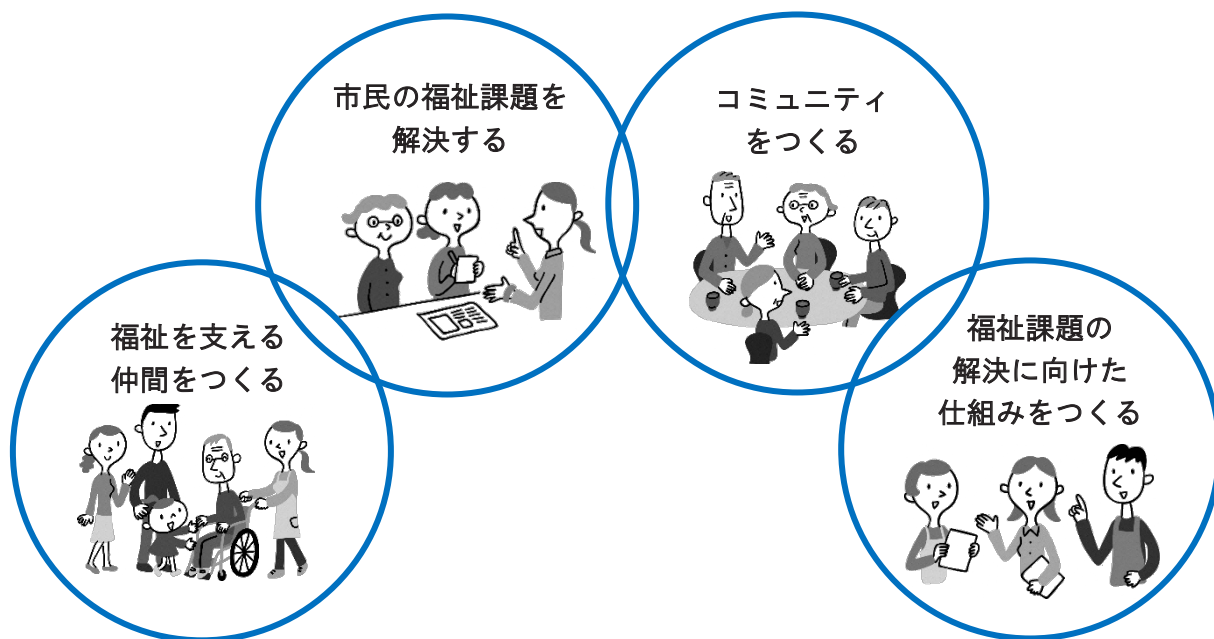 市民の福祉課題を
解決する
コミュニティ
をつくる
福祉を支える
仲間をつくる
福祉課題の
解決に向けた
仕組みをつくる